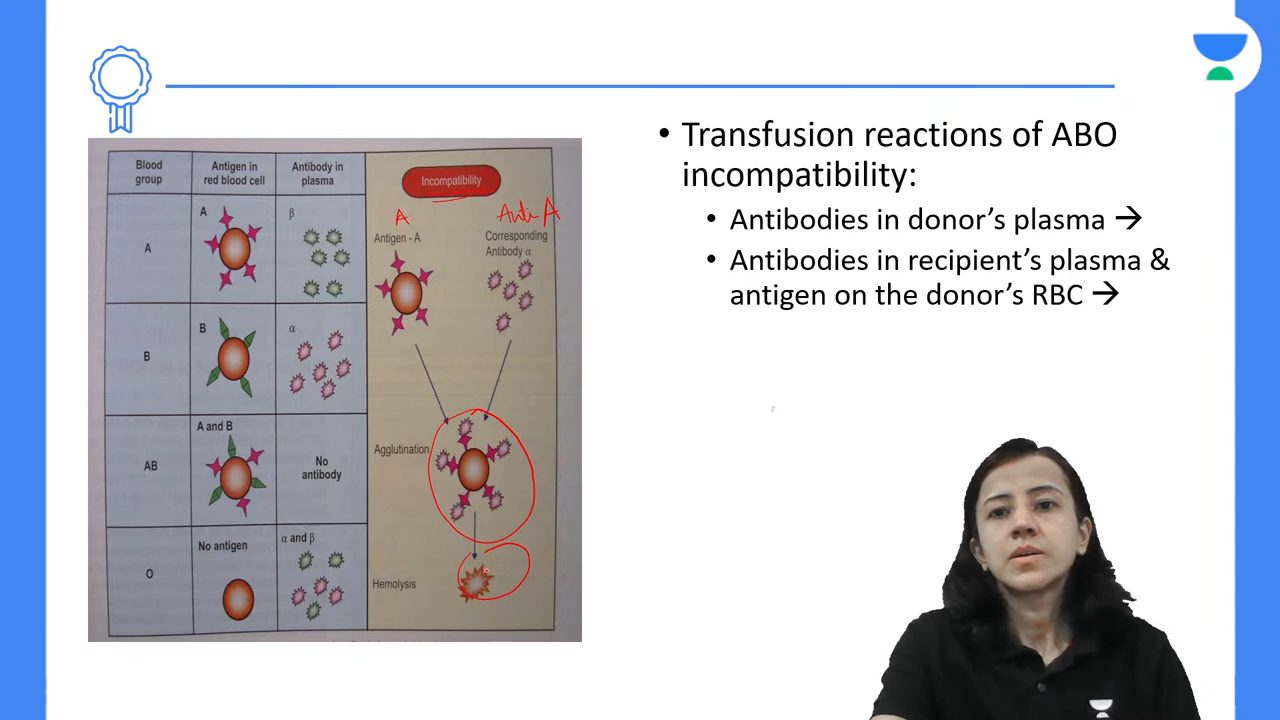 Blood group
Antigen in red blood cell
Antibody in plasma
Incompatibility
A
A
β
A
Anti A
Antigen - A
Corresponding
Antibody α
B
B
α
AB
A and B
No antibody
Agglutination
O
No antigen
α and β
Hemolysis
• Transfusion reactions of ABO
incompatibility:
• Antibodies in donor's plasma →
• Antibodies in recipient's plasma &
antigen on the donor's RBC →